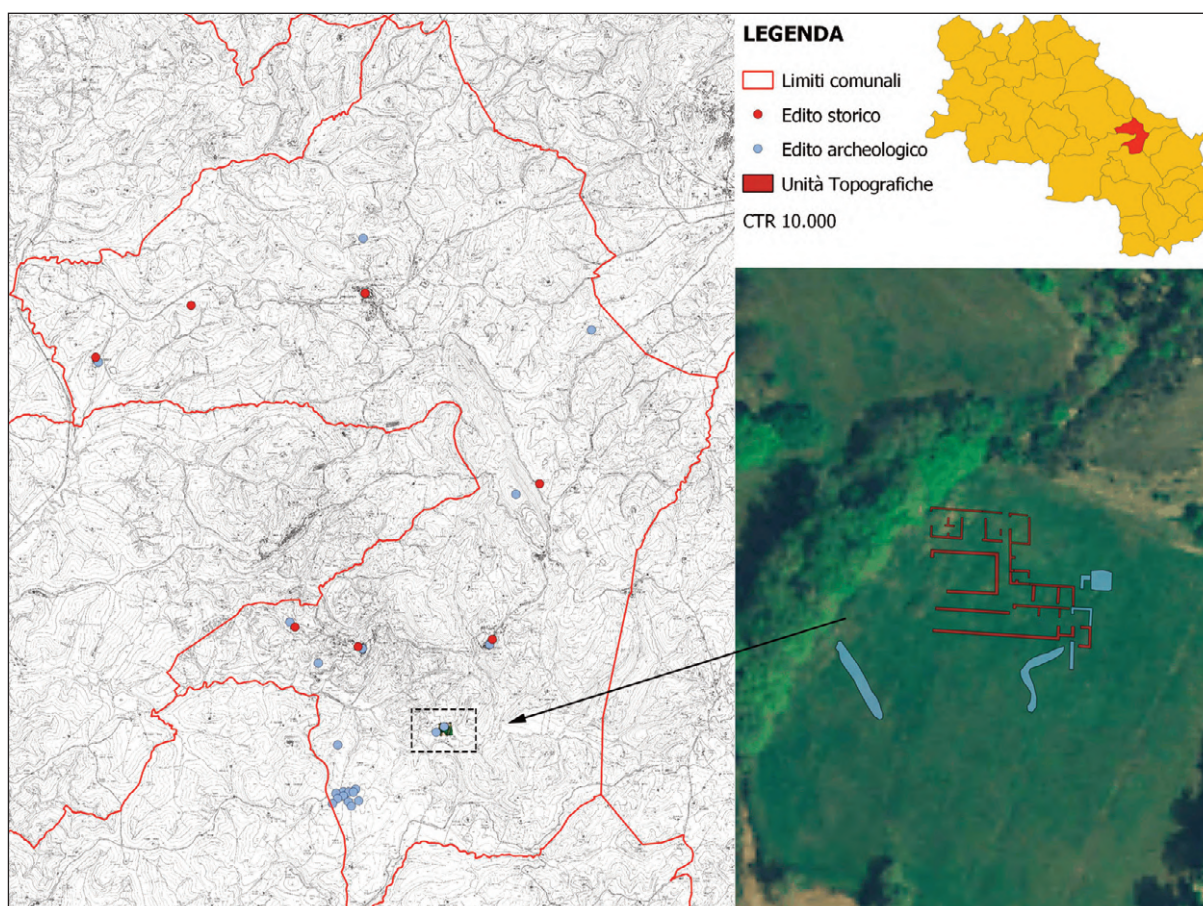 LEGENDA
Limiti comunali
Edito storico
Edito archeologico
Unità Topografiche
CTR 10.000